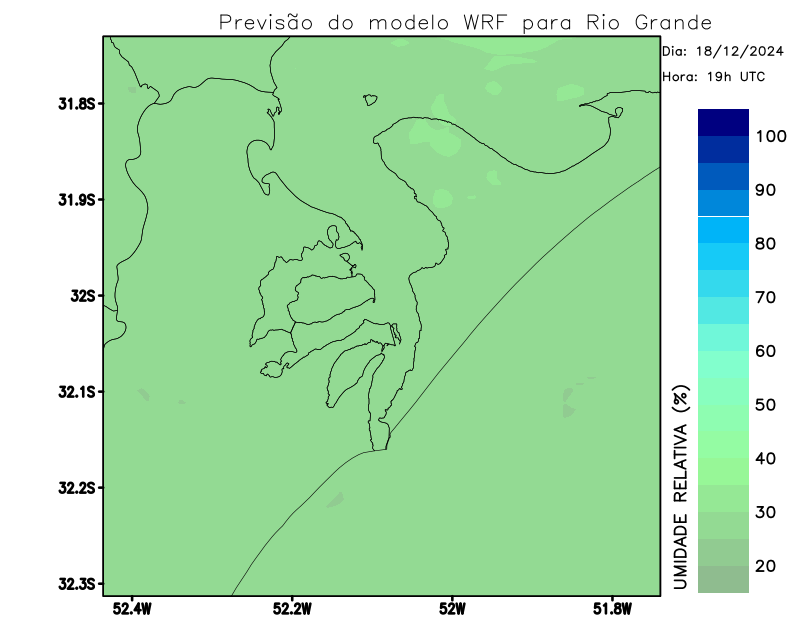 Previsão do modelo WRF para Rio Grande
Dia: 18/12/2024
Hora: 19h UTC
31.8S
31.9S
32S
32.1S
32.2S
32.3S
52.4W
52.2W
52W
51.8W
100
90
80
70
60
50
40
30
20
UMIDADE RELATIVA (%)